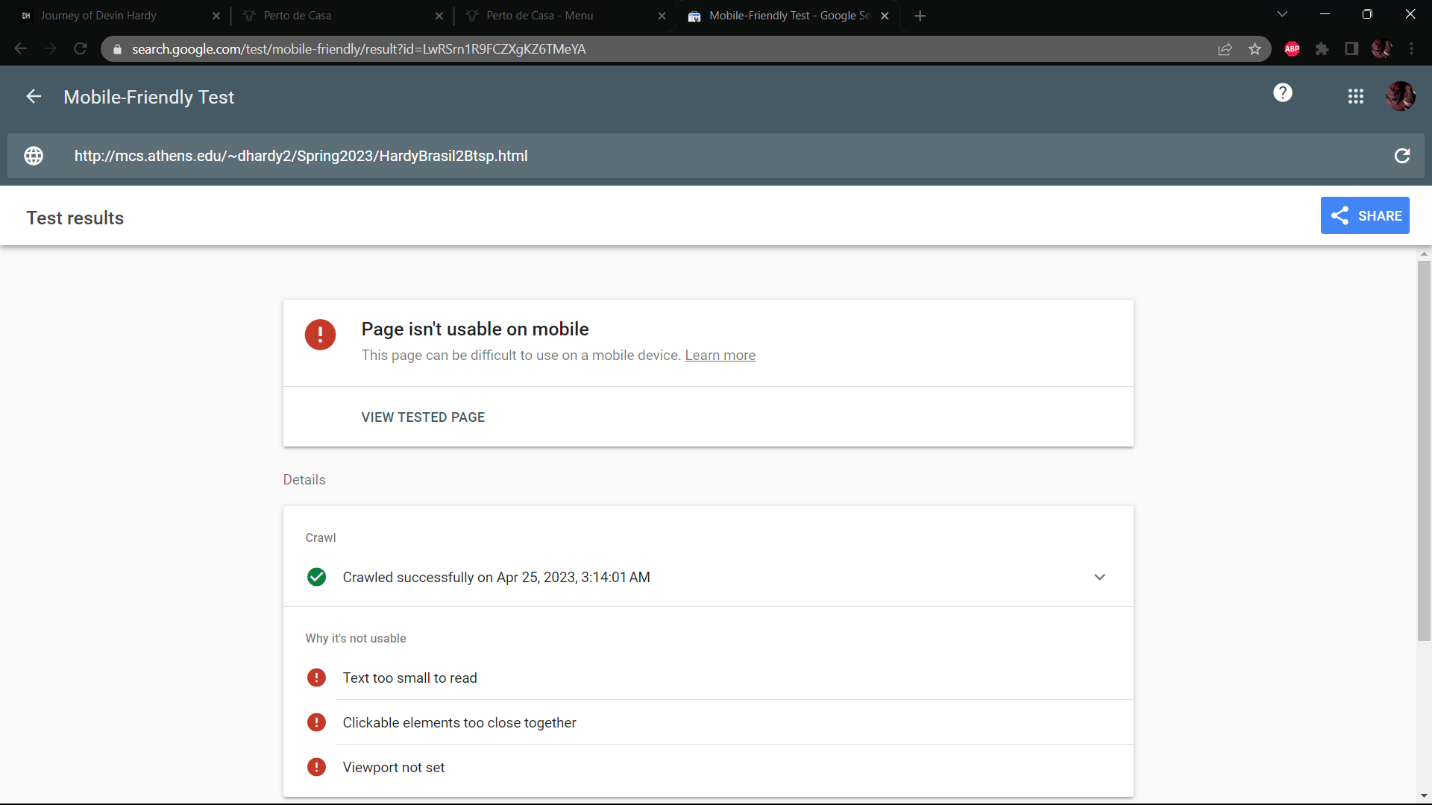 DH Journey of Devin Hardy
Perto de Casa
Perto de Casa - Menu
Mobile-Friendly Test - Google Se
search.google.com/test/mobile-friendly/result?id=LwRSrn1R9FCZXgKZ6TMeYA
ABP
Mobile-Friendly Test
http://mcs.athens.edu/~dhardy2/Spring2023/HardyBrasil2Btsp.html
Test results
SHARE
Page isn't usable on mobile
This page can be difficult to use on a mobile device. Learn more
VIEW TESTED PAGE
Details
Crawl
Crawled successfully on Apr 25, 2023, 3:14:01 AM
Why it's not usable
Text too small to read
Clickable elements too close together
Viewport not set